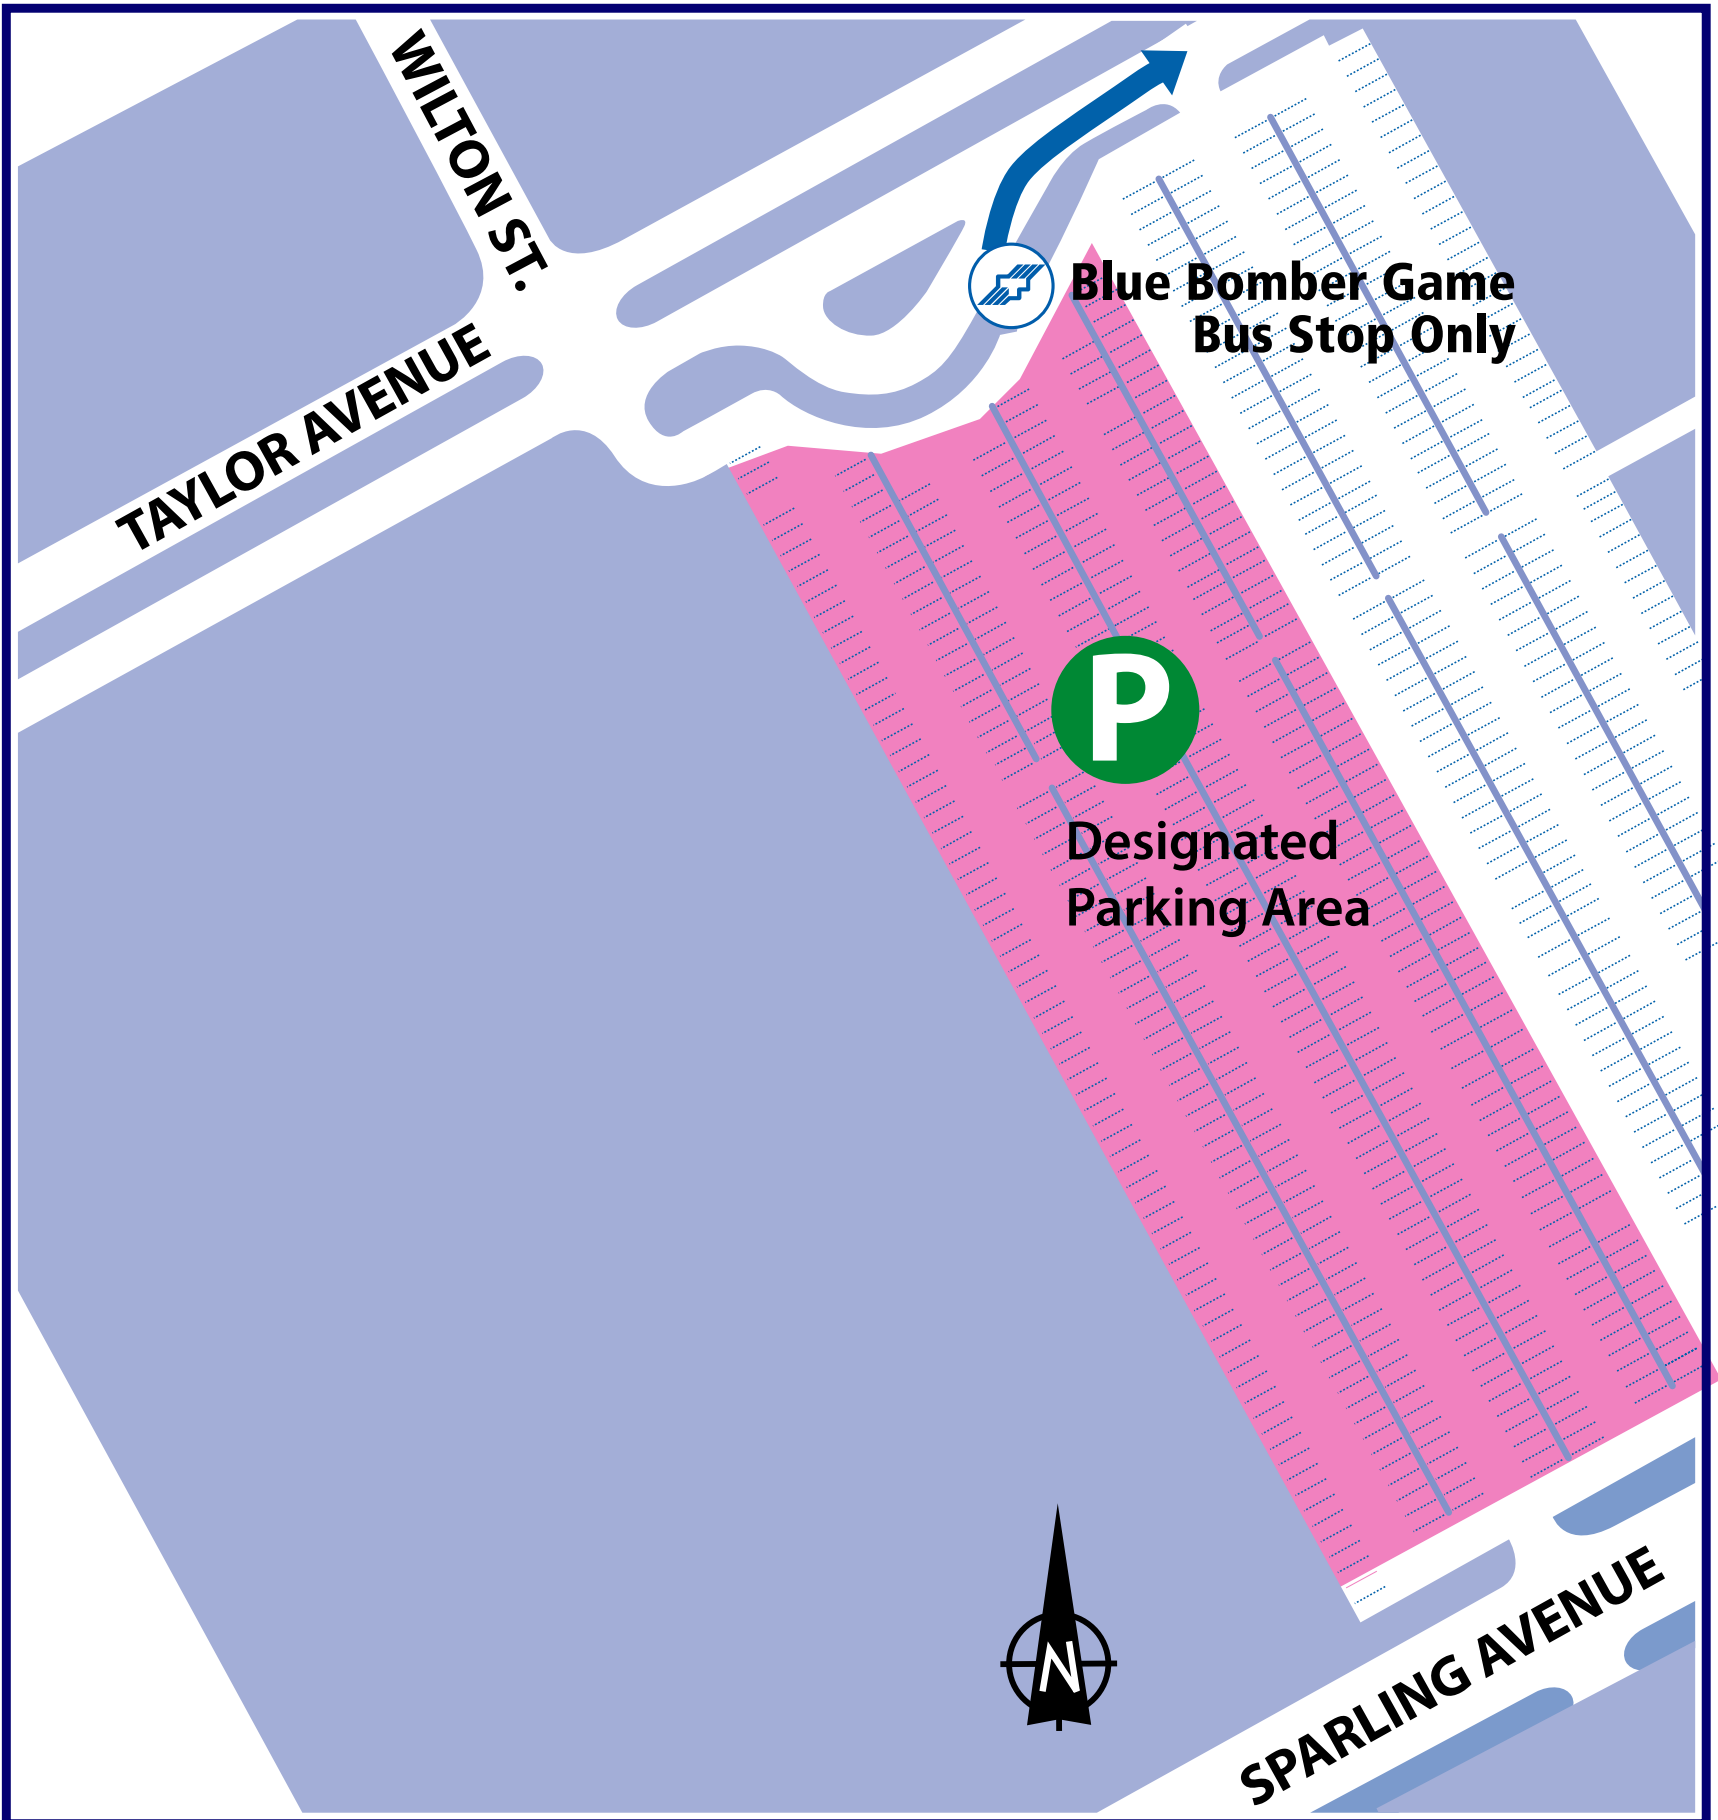 WILTON ST.
TAYLOR AVENUE
Blue Bomber Game
Bus Stop Only
P
Designated
Parking Area
N
SPARLING AVENUE